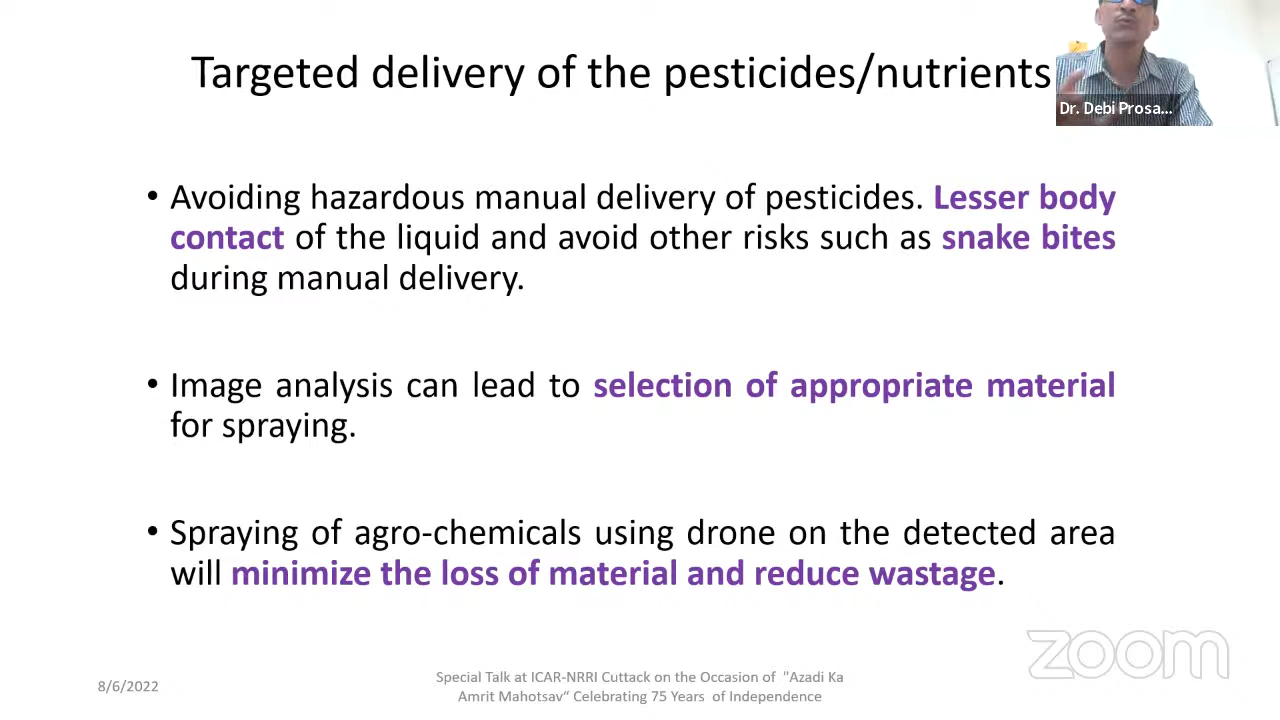 Targeted delivery of the pesticides/nutrients
Dr. Debi Prosa...
• Avoiding hazardous manual delivery of pesticides. Lesser body
contact of the liquid and avoid other risks such as snake bites
during manual delivery.
• Image analysis can lead to selection of appropriate material
for spraying.
• Spraying of agro-chemicals using drone on the detected area
will minimize the loss of material and reduce wastage.
zoom
8/6/2022
Special Talk at ICAR-NRRI Cuttack on the Occasion of "Azadi Ka
Amrit Mahotsav“ Celebrating 75 Years of Independence